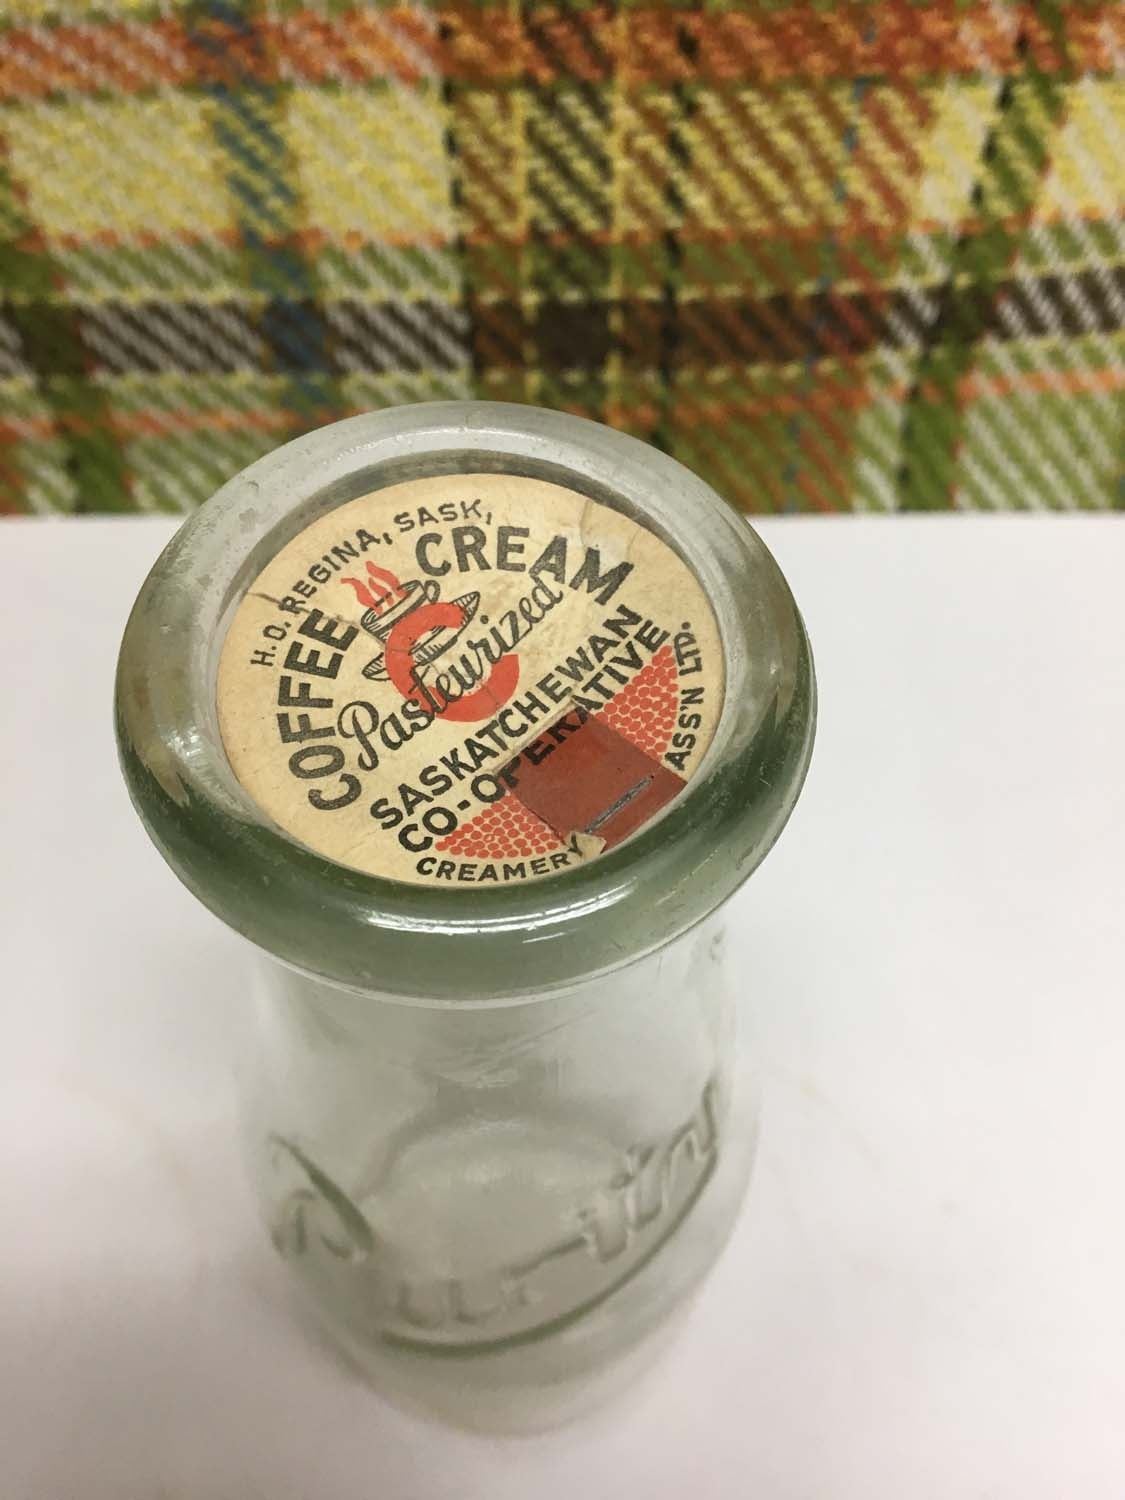 H.O. REGINA, SASK,
COFFEE CREAM
C
Pasteurized
SASKATCHEWAN
CO-OPERATIVE
CREAMERY ASS'N LTD.